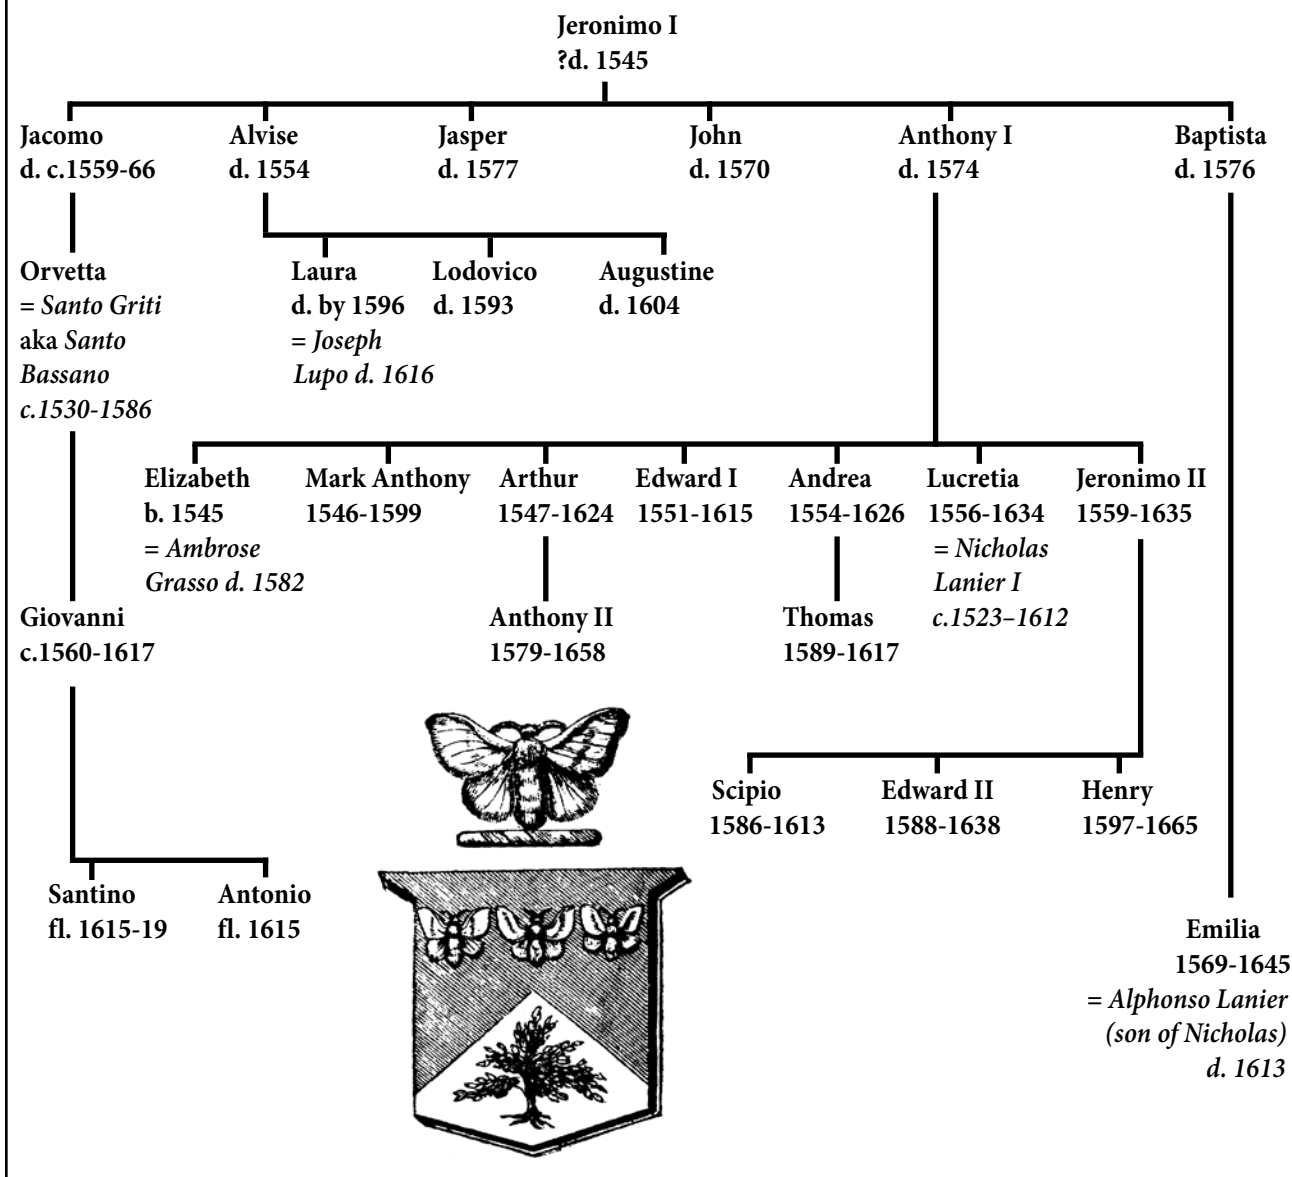 Jeronimo I
?d. 1545
Jacomo
d. c.1559-66
Alvise
d. 1554
Jasper
d. 1577
John
d. 1570
Anthony I
d. 1574
Baptista
d. 1576
Orvetta
= Santo Griti
aka Santo
Bassano
c.1530-1586
Laura
d. by 1596
= Joseph
Lupo d. 1616
Lodovico
d. 1593
Augustine
d. 1604
Elizabeth
b. 1545
= Ambrose
Grasso d. 1582
Mark Anthony
1546-1599
Arthur
1547-1624
Edward I
1551-1615
Andrea
1554-1626
Lucretia
1556-1634
= Nicholas
Lanier I
c.1523–1612
Jeronimo II
1559-1635
Giovanni
c.1560-1617
Anthony II
1579-1658
Thomas
1589-1617
Scipio
1586-1613
Edward II
1588-1638
Henry
1597-1665
Santino
fl. 1615-19
Antonio
fl. 1615
Emilia
1569-1645
= Alphonso Lanier
(son of Nicholas)
d. 1613